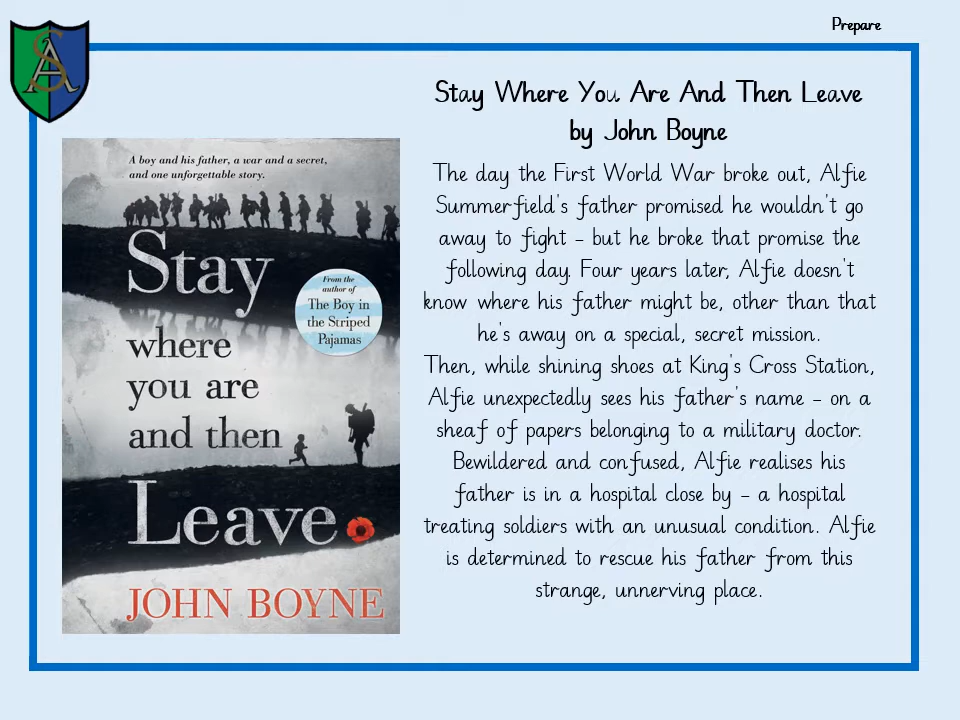 Prepare
SA
Stay Where You Are And Then Leave
by John Boyne
A boy and his father, a war and a secret,
and one unforgettable story.
Stay
where
you are
and then
Leave
From the
author of
The Boy in
the Striped
Pajamas
JOHN BOYNE
The day the First World War broke out, Alfie
Summerfield's father promised he wouldn't go
away to fight – but he broke that promise the
following day. Four years later, Alfie doesn't
know where his father might be, other than that
he's away on a special, secret mission.
Then, while shining shoes at King's Cross Station,
Alfie unexpectedly sees his father's name – on a
sheaf of papers belonging to a military doctor.
Bewildered and confused, Alfie realises his
father is in a hospital close by – a hospital
treating soldiers with an unusual condition. Alfie
is determined to rescue his father from this
strange, unnerving place.